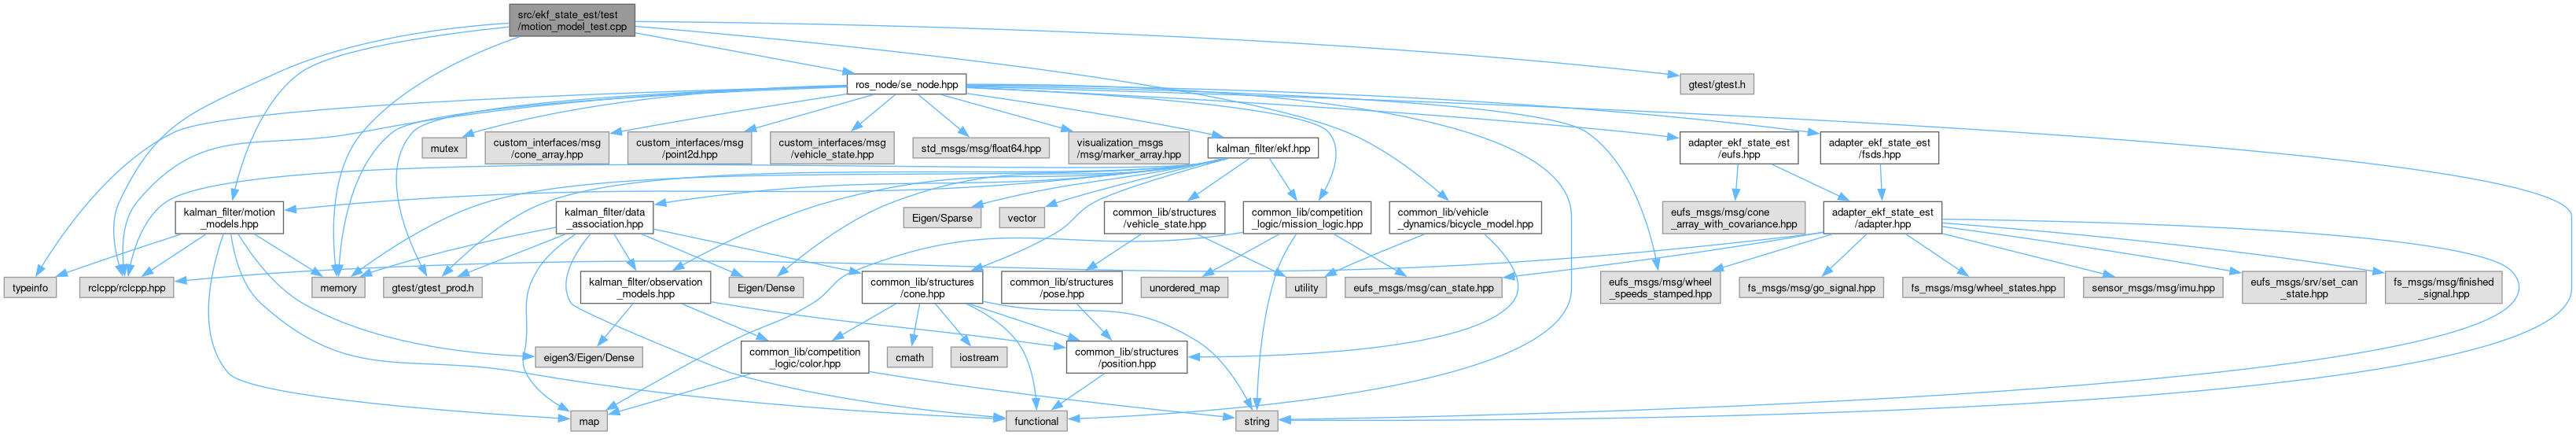 src/ekf_state_est/test
/motion_model_test.cpp
ros_node/se_node.hpp
gtest/gtest.h
mutex
custom_interfaces/msg
/cone_array.hpp
custom_interfaces/msg
/point2d.hpp
custom_interfaces/msg
/vehicle_state.hpp
std_msgs/msg/float64.hpp
visualization_msgs
/msg/marker_array.hpp
kalman_filter/ekf.hpp
adapter_ekf_state_est
/eufs.hpp
adapter_ekf_state_est
/fsds.hpp
kalman_filter/motion
_models.hpp
kalman_filter/data
_association.hpp
Eigen/Sparse
vector
common_lib/structures
/vehicle_state.hpp
common_lib/competition
_logic/mission_logic.hpp
common_lib/vehicle
_dynamics/bicycle_model.hpp
eufs_msgs/msg/cone
_array_with_covariance.hpp
adapter_ekf_state_est
/adapter.hpp
typeinfo
rclcpp/rclcpp.hpp
memory
gtest/gtest_prod.h
kalman_filter/observation
_models.hpp
Eigen/Dense
common_lib/structures
/cone.hpp
common_lib/structures
/pose.hpp
unordered_map
utility
eufs_msgs/msg/can_state.hpp
eufs_msgs/msg/wheel
_speeds_stamped.hpp
fs_msgs/msg/go_signal.hpp
fs_msgs/msg/wheel_states.hpp
sensor_msgs/msg/imu.hpp
eufs_msgs/srv/set_can
_state.hpp
fs_msgs/msg/finished
_signal.hpp
eigen3/Eigen/Dense
common_lib/competition
_logic/color.hpp
cmath
iostream
common_lib/structures
/position.hpp
map
functional
string